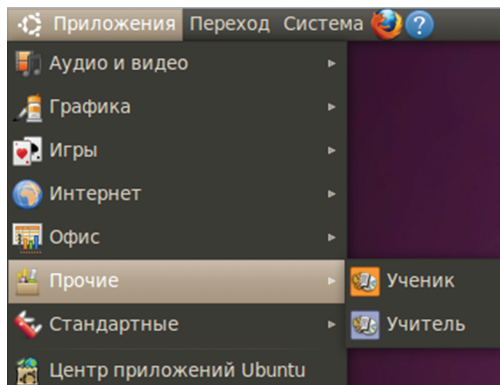 Приложения Переход Система
Аудио и видео
Графика
Игры
Интернет
Офис
Прочие
Ученик
Стандартные
Учитель
Центр приложений Ubuntu